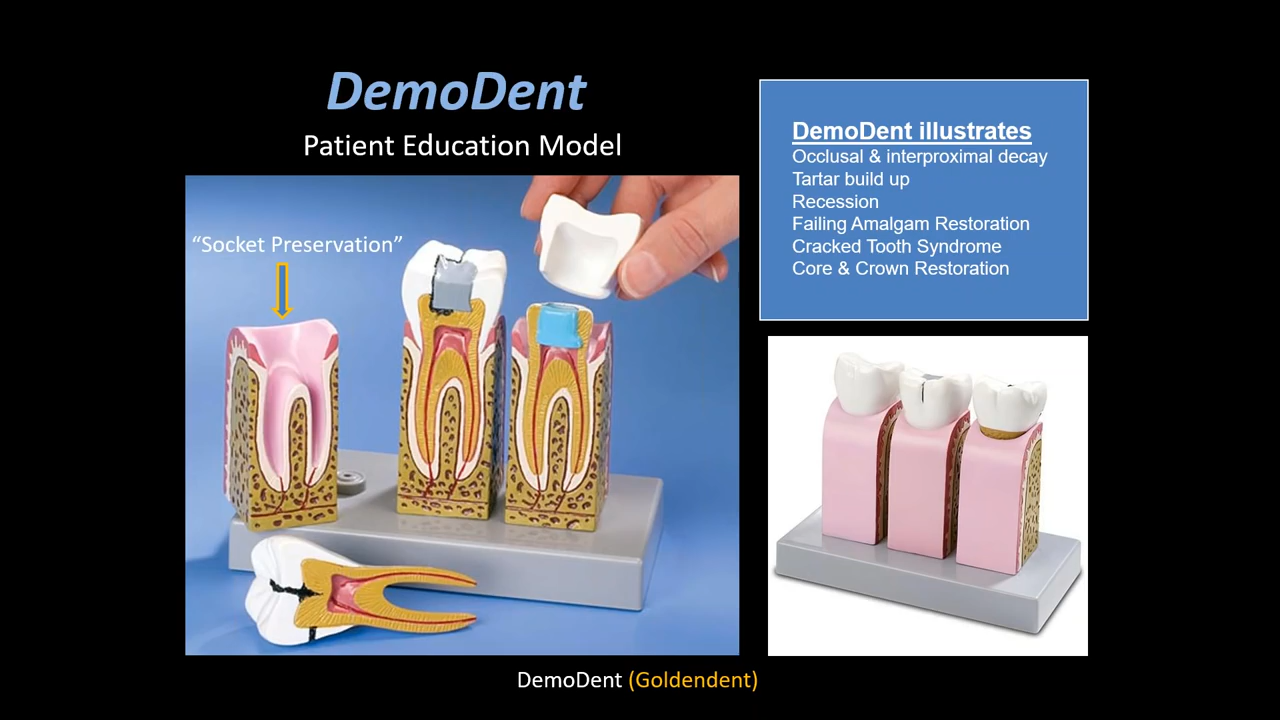 DemoDent
Patient Education Model
“Socket Preservation”
DemoDent illustrates
Occlusal & interproximal decay
Tartar build up
Recession
Failing Amalgam Restoration
Cracked Tooth Syndrome
Core & Crown Restoration
DemoDent (Goldendent)